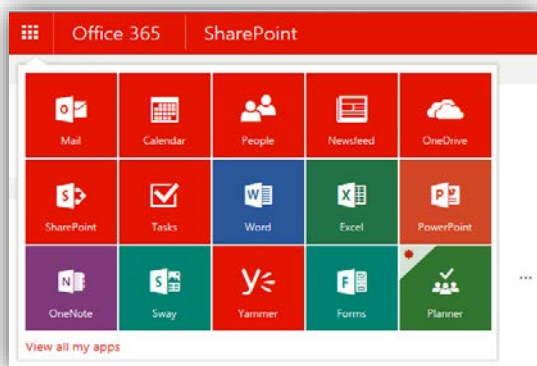 Office 365 SharePoint
Mail Calendar People Newsfeed OneDrive
SharePoint Tasks Word Excel PowerPoint
OneNote Sway Yammer Forms Planner
View all my apps
...